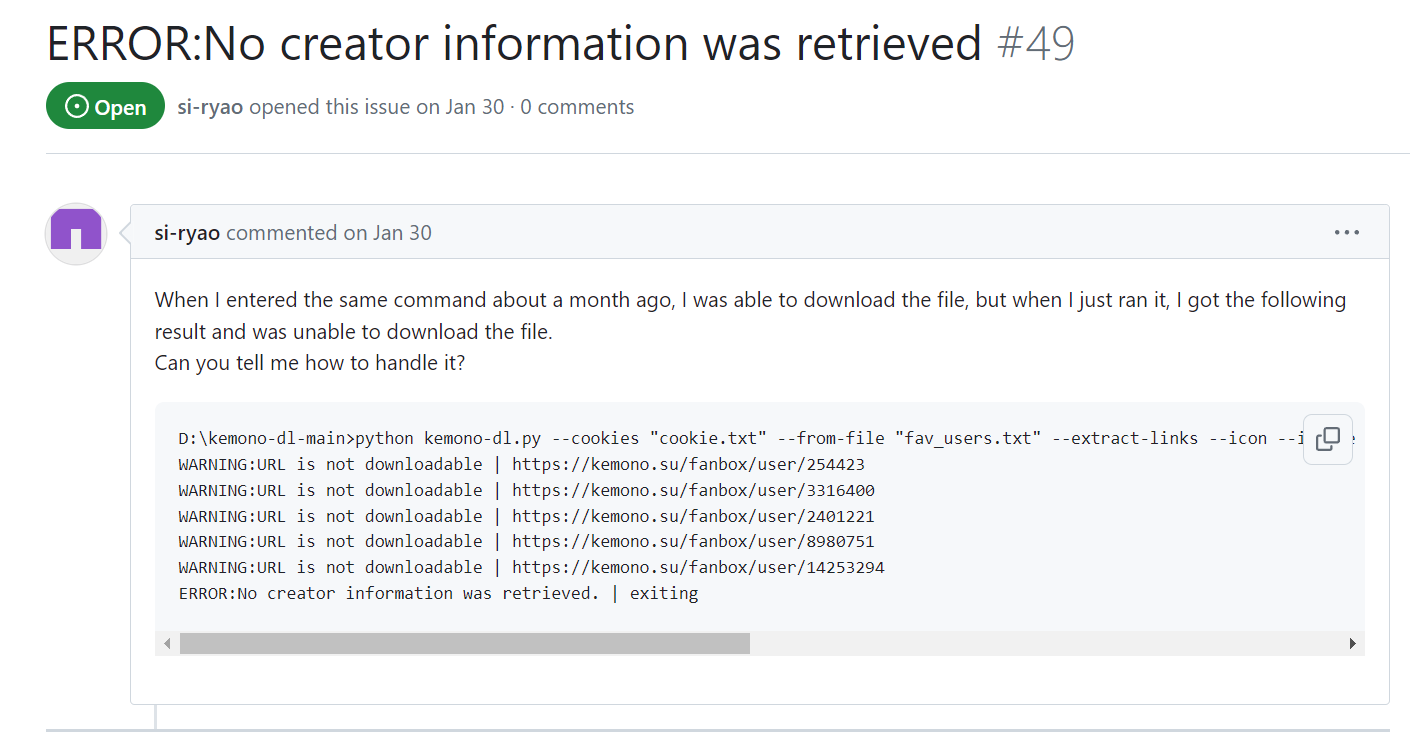 ERROR:No creator information was retrieved #49
Open si-ryao opened this issue on Jan 30 · 0 comments
si-ryao commented on Jan 30
When I entered the same command about a month ago, I was able to download the file, but when I just ran it, I got the following
result and was unable to download the file.
Can you tell me how to handle it?
D:\kemono-dl-main>python kemono-dl.py --cookies "cookie.txt" --from-file "fav_users.txt" --extract-links --icon
WARNING:URL is not downloadable | https://kemono.su/fanbox/user/254423
WARNING:URL is not downloadable | https://kemono.su/fanbox/user/3316400
WARNING:URL is not downloadable | https://kemono.su/fanbox/user/2401221
WARNING:URL is not downloadable | https://kemono.su/fanbox/user/8980751
WARNING:URL is not downloadable | https://kemono.su/fanbox/user/14253294
ERROR:No creator information was retrieved. | exiting